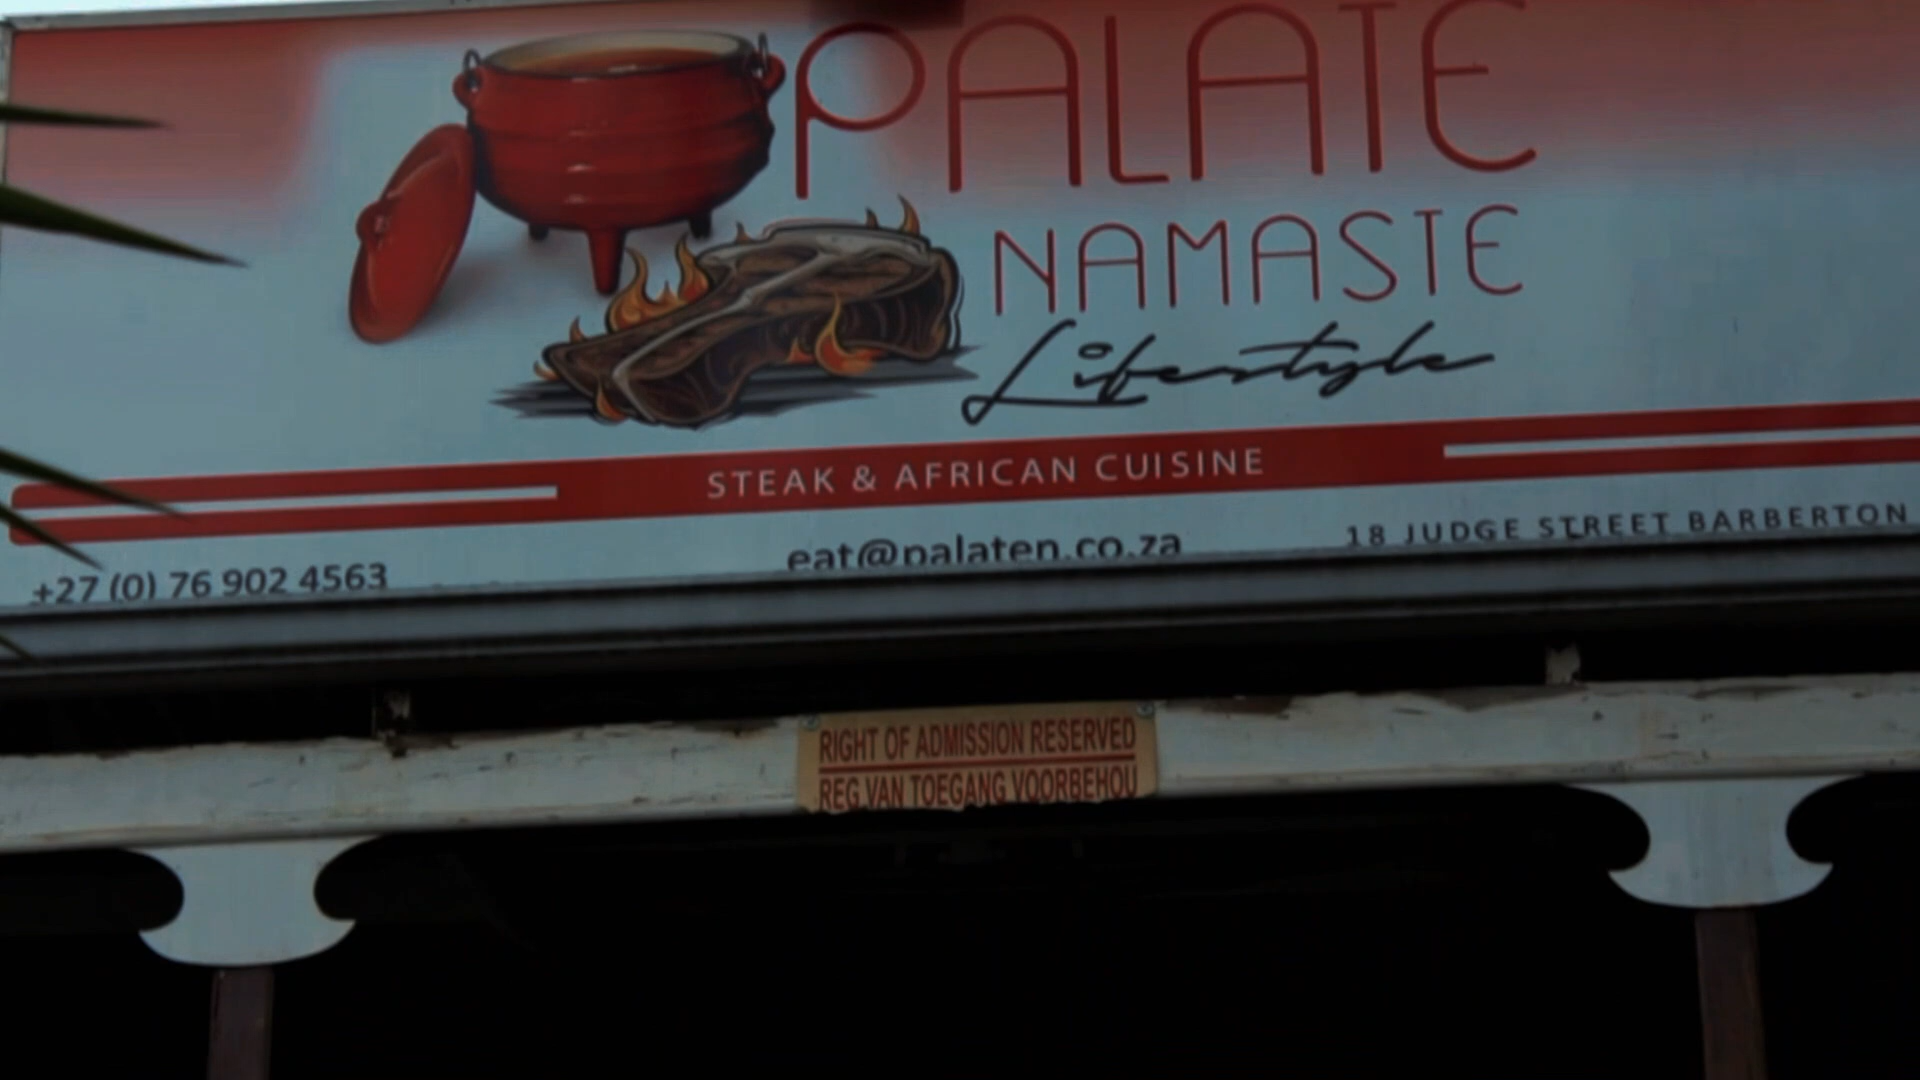 PALATE
NAMASTE
Lifestyle
STEAK & AFRICAN CUISINE
+27 (0) 76 902 4563
eat@palaten.co.za
18 JUDGE STREET BARBERTON
RIGHT OF ADMISSION RESERVED
REG VAN TOEGANG VOORBEHOU